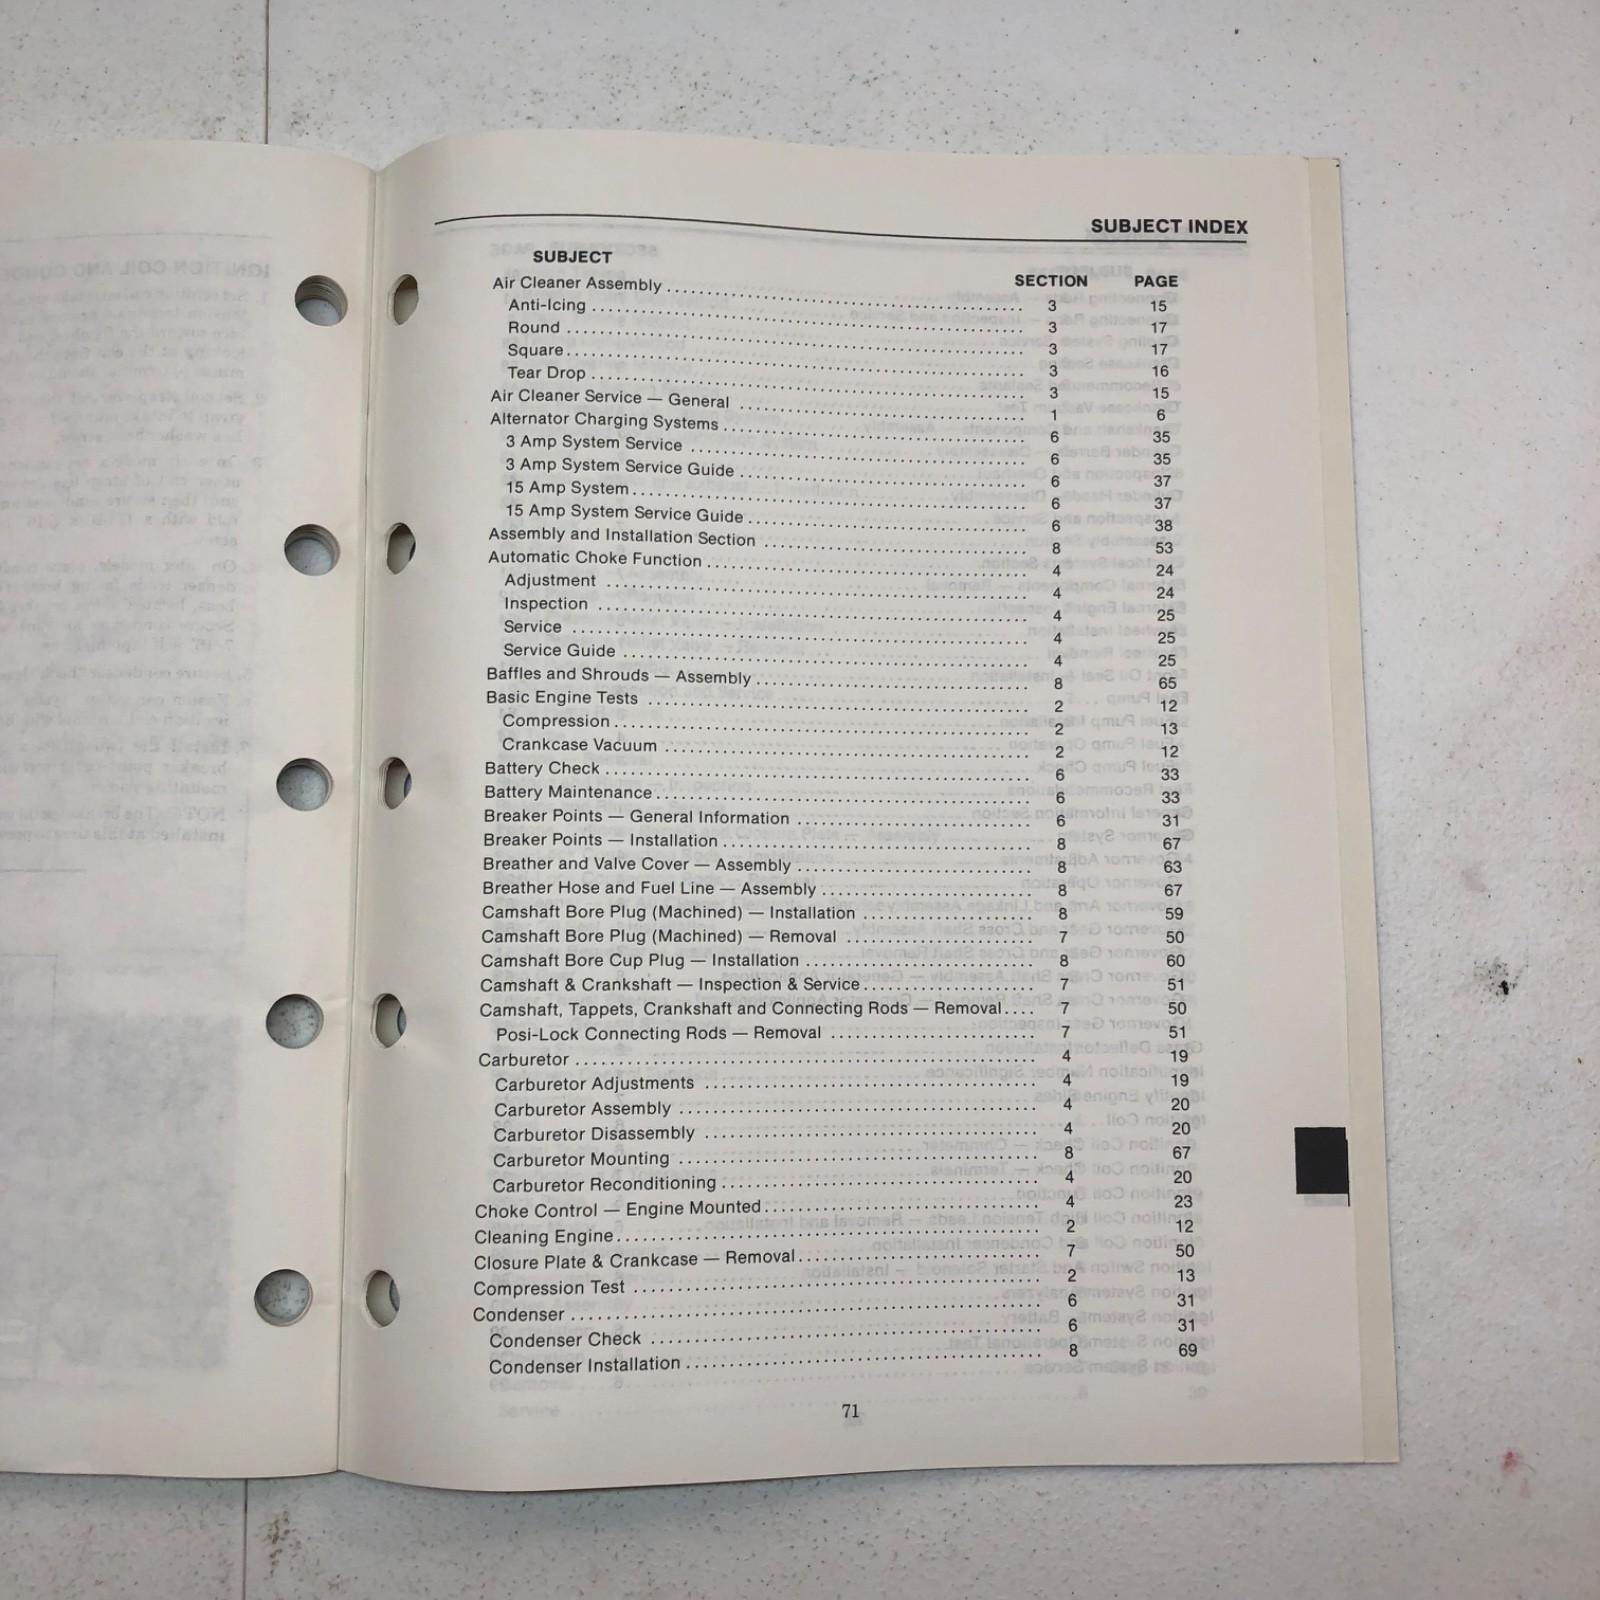 SUBJECT INDEX
SUBJECT SECTION PAGE
Air Cleaner Assembly ........ 3 15
Anti-Icing ........ 3 17
Round ........ 3 17
Square ........ 3 16
Tear Drop ........ 3 15
Air Cleaner Service — General ........ 1 6
Alternator Charging Systems ........ 6 35
3 Amp System Service ........ 6 35
3 Amp System Service Guide ........ 6 37
15 Amp System ........ 6 37
15 Amp System Service Guide ........ 6 38
Assembly and Installation Section ........ 8 53
Automatic Choke Function ........ 4 24
Adjustment ........ 4 24
Inspection ........ 4 25
Service ........ 4 25
Service Guide ........ 4 25
Baffles and Shrouds — Assembly ........ 8 65
Basic Engine Tests ........ 2 12
Compression ........ 2 13
Crankcase Vacuum ........ 2 12
Battery Check ........ 6 33
Battery Maintenance ........ 6 33
Breaker Points — General Information ........ 6 31
Breaker Points — Installation ........ 8 67
Breather and Valve Cover — Assembly ........ 8 63
Breather Hose and Fuel Line — Assembly ........ 8 67
Camshaft Bore Plug (Machined) — Installation ........ 8 59
Camshaft Bore Plug (Machined) — Removal ........ 7 50
Camshaft Bore Cup Plug — Installation ........ 8 60
Camshaft & Crankshaft — Inspection & Service ........ 7 51
Camshaft, Tappets, Crankshaft and Connecting Rods — Removal .... 7 50
Posi-Lock Connecting Rods — Removal ........ 7 51
Carburetor ........ 4 19
Carburetor Adjustments ........ 4 19
Carburetor Assembly ........ 4 20
Carburetor Disassembly ........ 4 20
Carburetor Mounting ........ 8 67
Carburetor Reconditioning ........ 4 20
Choke Control — Engine Mounted ........ 4 23
Cleaning Engine ........ 2 12
Closure Plate & Crankcase — Removal ........ 7 50
Compression Test ........ 2 13
Condenser ........ 6 31
Condenser Check ........ 6 31
Condenser Installation ........ 8 69
71